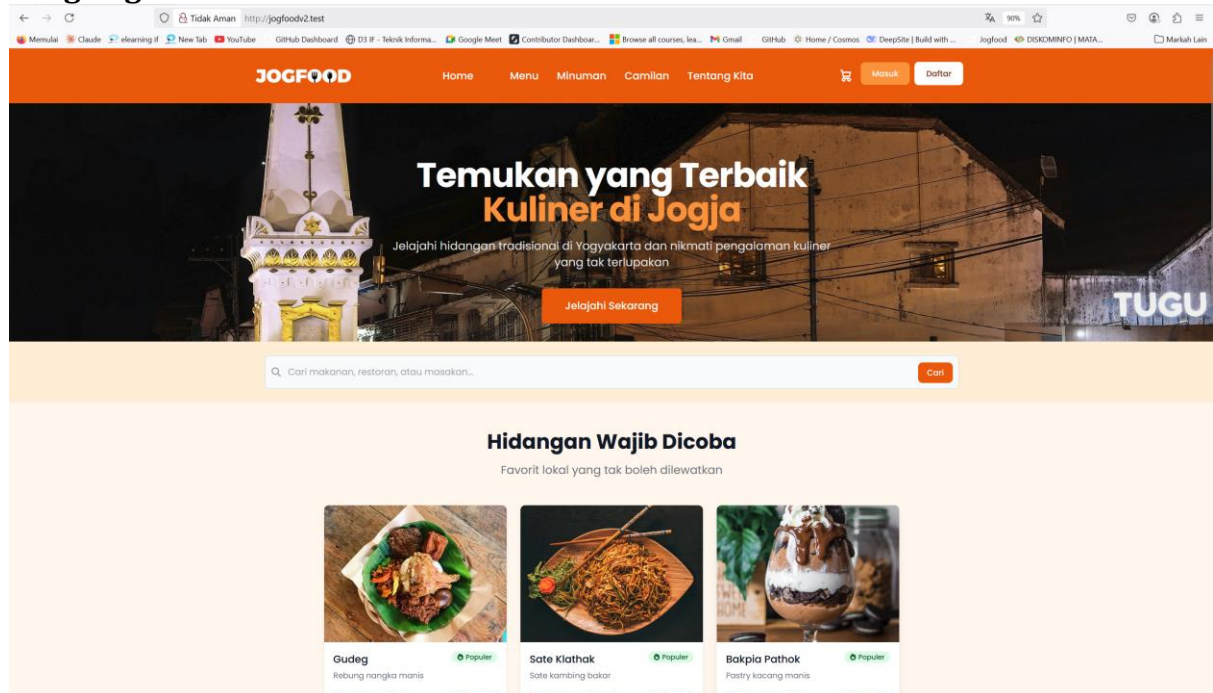 Tidak Aman http://jogfoodv2.test 90%
Memulai Claude elearning if New Tab YouTube GitHub Dashboard D3 IF - Teknik Informa... Google Meet Contributor Dashboar... Browse all courses, lea... Gmail GitHub Home / Cosmos DeepSite | Build with ... Jogfood DISKOMINFO | MATA... Markah Lain
JOGFOOD Home Menu Minuman Camilan Tentang Kita Masuk Daftar
Temukan yang Terbaik
Kuliner di Jogja
Jelajahi hidangan tradisional di Yogyakarta dan nikmati pengalaman kuliner
yang tak terlupakan
Jelajahi Sekarang
TUGU
Cari makanan, restoran, atau masakan... Cari
Hidangan Wajib Dicoba
Favorit lokal yang tak boleh dilewatkan
HOME
Gudeg Populer Sate Klathak Populer Bakpia Pathok Populer
Rebung nangka manis Sate kambing bakar Pastry kacang manis